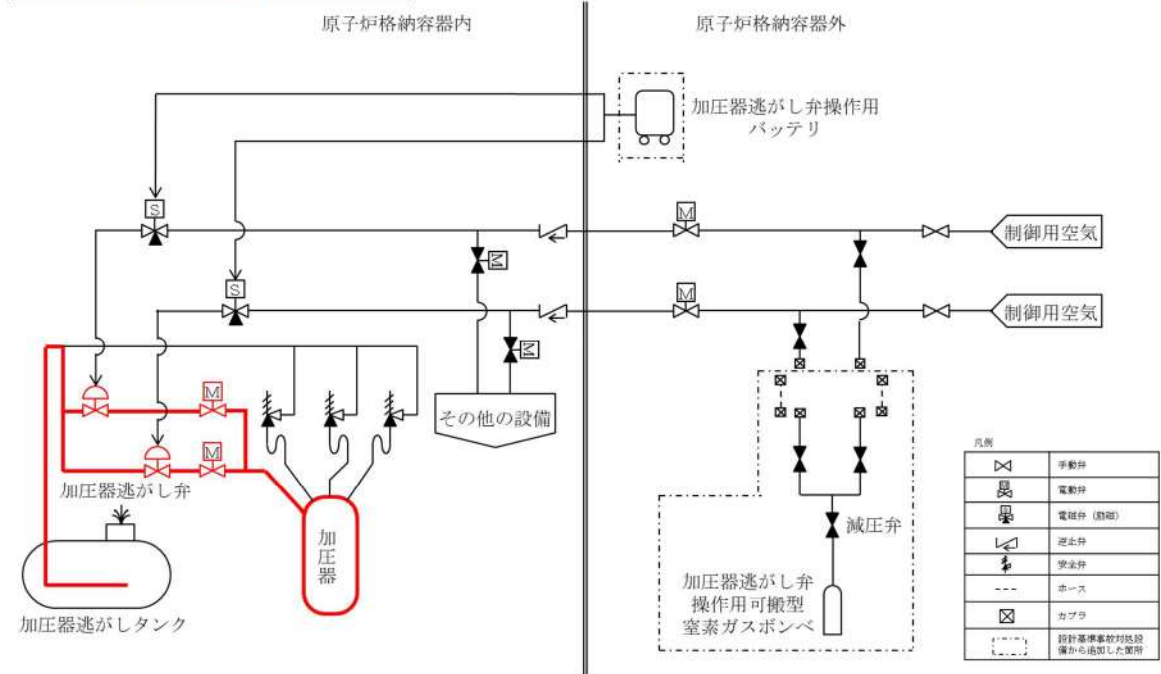 原子炉格納容器内
原子炉格納容器外
加圧器逃がし弁操作用
バッテリ
S
M
制御用空気
M
S
M
制御用空気
M
M
M
その他の設備
加圧器逃がし弁
加圧器
減圧弁
加圧器逃がし弁
操作用可搬型
窒素ガスボンベ
加圧器逃がしタンク
凡例
手動弁
電動弁
電磁弁（励磁）
逆止弁
安全弁
ホース
カプラ
設計基準事故対処設
備から追加した箇所